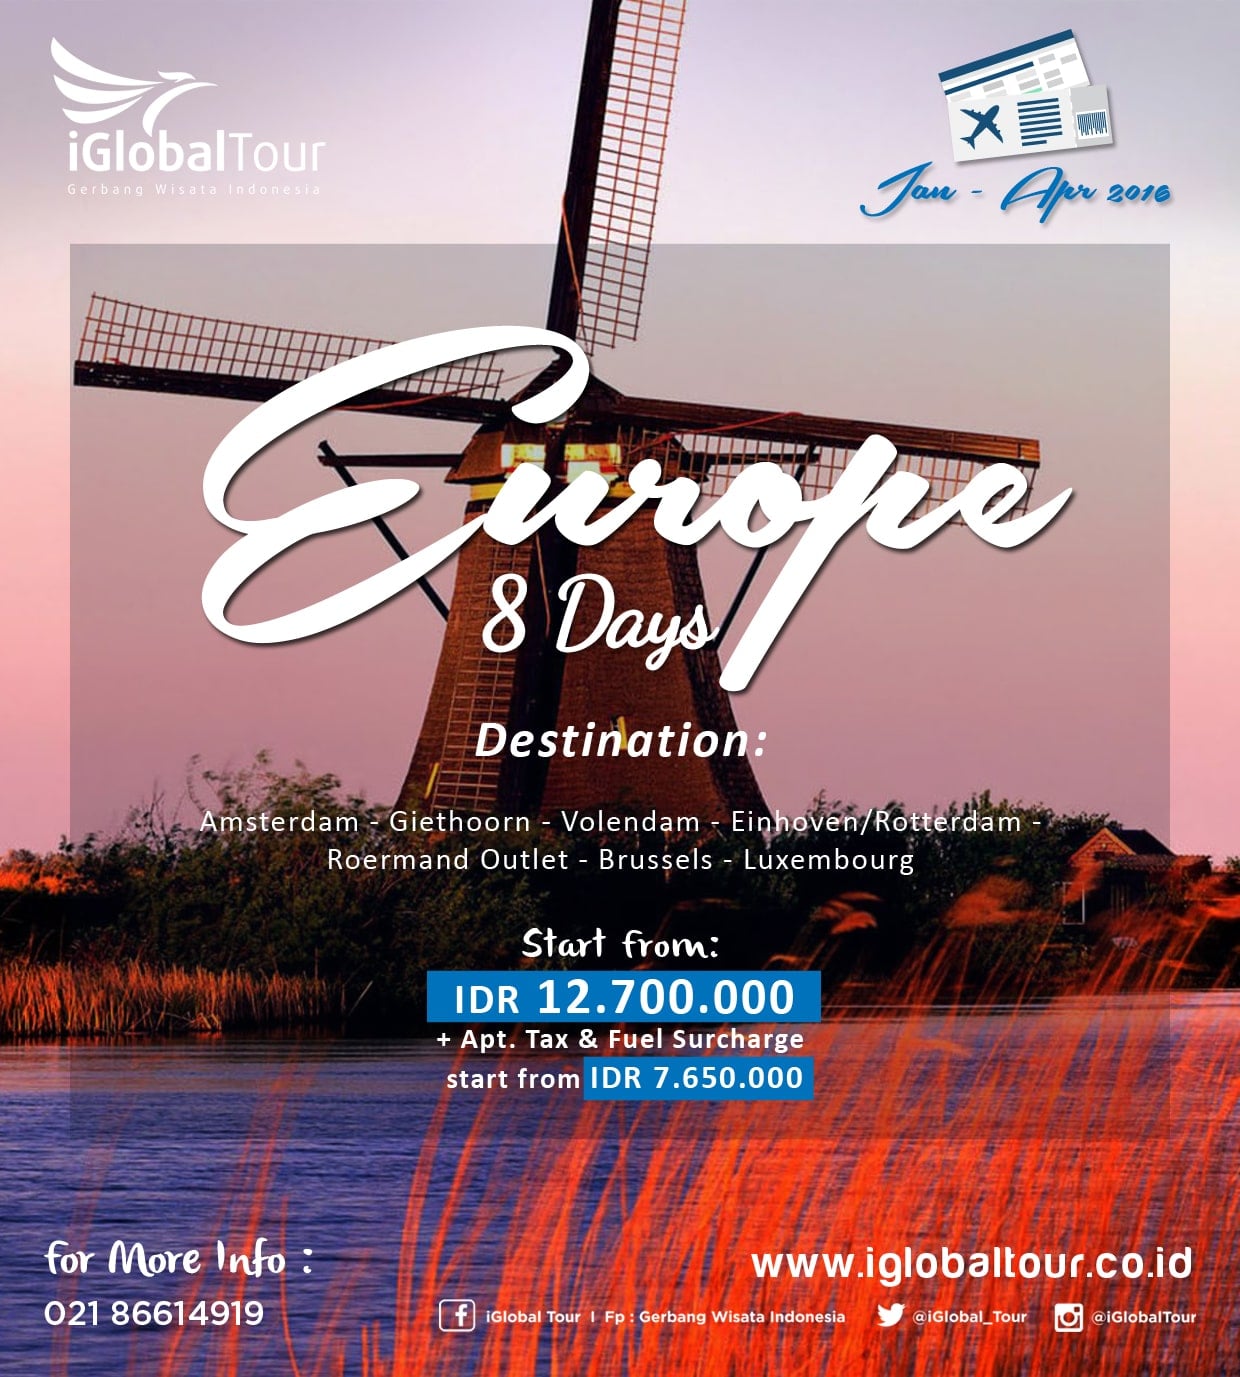 iGlobalTour
Gerbang Wisata Indonesia
Jan - Apr 2016
Europe
8 Days
Destination:
Amsterdam - Giethoorn - Volendam - Einhoven/Rotterdam -
Roermand Outlet - Brussels - Luxembourg
Start from:
IDR 12.700.000
+ Apt. Tax & Fuel Surcharge
start from IDR 7.650.000
for More Info :
021 86614919
www.iglobaltour.co.id
iGlobal Tour I Fp : Gerbang Wisata Indonesia @iGlobal_Tour @iGlobalTour